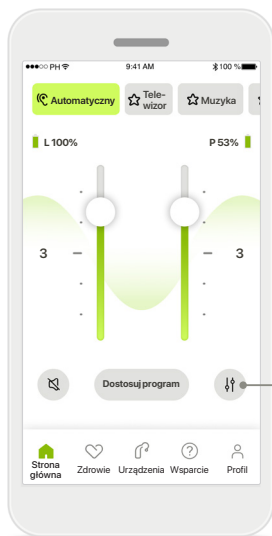 PH 9:41 AM 100 %
Automatyczny
Tele-
wizor
Muzyka
L 100% P 53%
3 3
Dostosuj program
Strona
główna
Zdrowie Urządzenia Wsparcie Profil